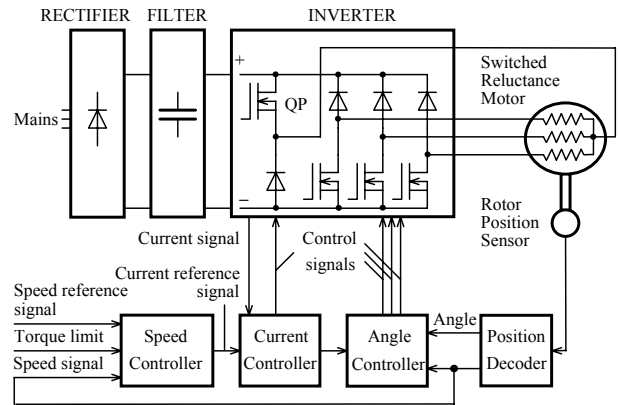 RECTIFIER FILTER INVERTER
+
QP
Switched
Reluctance
Motor
Mains
−
Rotor
Position
Sensor
Current signal
Control
signals
Current reference
signal
Speed reference
signal
Torque limit
Speed signal
Speed
Controller
Current
Controller
Angle
Controller
Angle
Position
Decoder